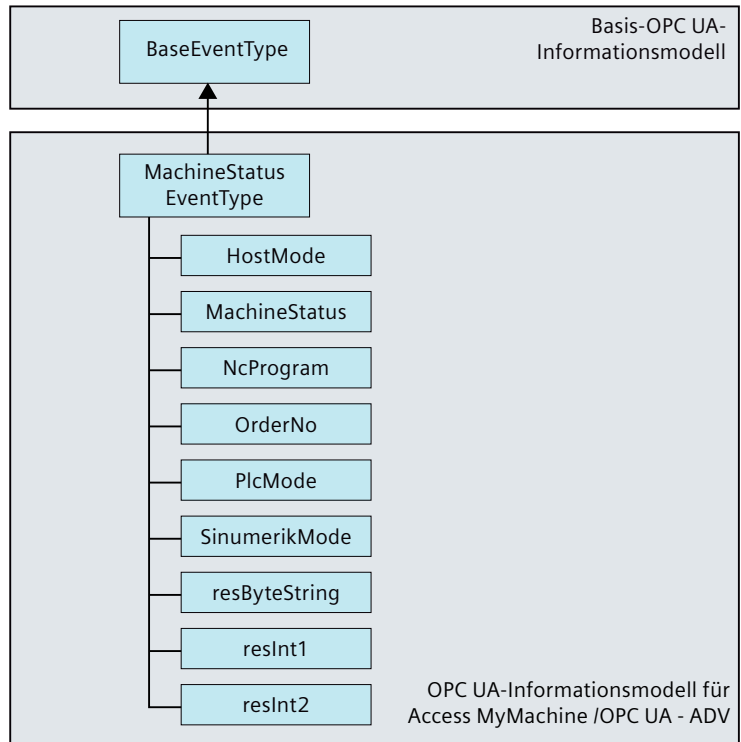 BaseEventType
Basis-OPC UA-
Informationsmodell
MachineStatus
EventType
HostMode
MachineStatus
NcProgram
OrderNo
PlcMode
SinumerikMode
resByteString
resInt1
resInt2
OPC UA-Informationsmodell für
Access MyMachine /OPC UA - ADV